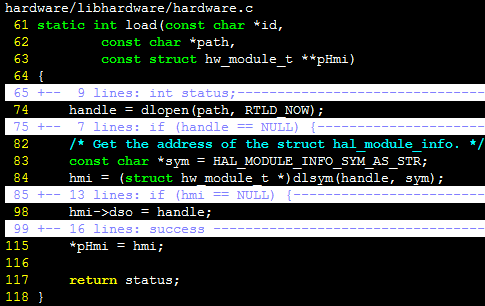 hardware/libhardware/hardware.c
61 static int load(const char *id,
62         const char *path,
63         const struct hw_module_t **pHmi)
64 {
65 +--  9 lines: int status;-----------------------------------
74     handle = dlopen(path, RTLD_NOW);
75 +--  7 lines: if (handle == NULL) {-------------------------
82     /* Get the address of the struct hal_module_info. */
83     const char *sym = HAL_MODULE_INFO_SYM_AS_STR;
84     hmi = (struct hw_module_t *)dlsym(handle, sym);
85 +-- 13 lines: if (hmi == NULL) {----------------------------
98     hmi->dso = handle;
99 +-- 16 lines: success --------------------------------------
115     *pHmi = hmi;
116
117     return status;
118 }